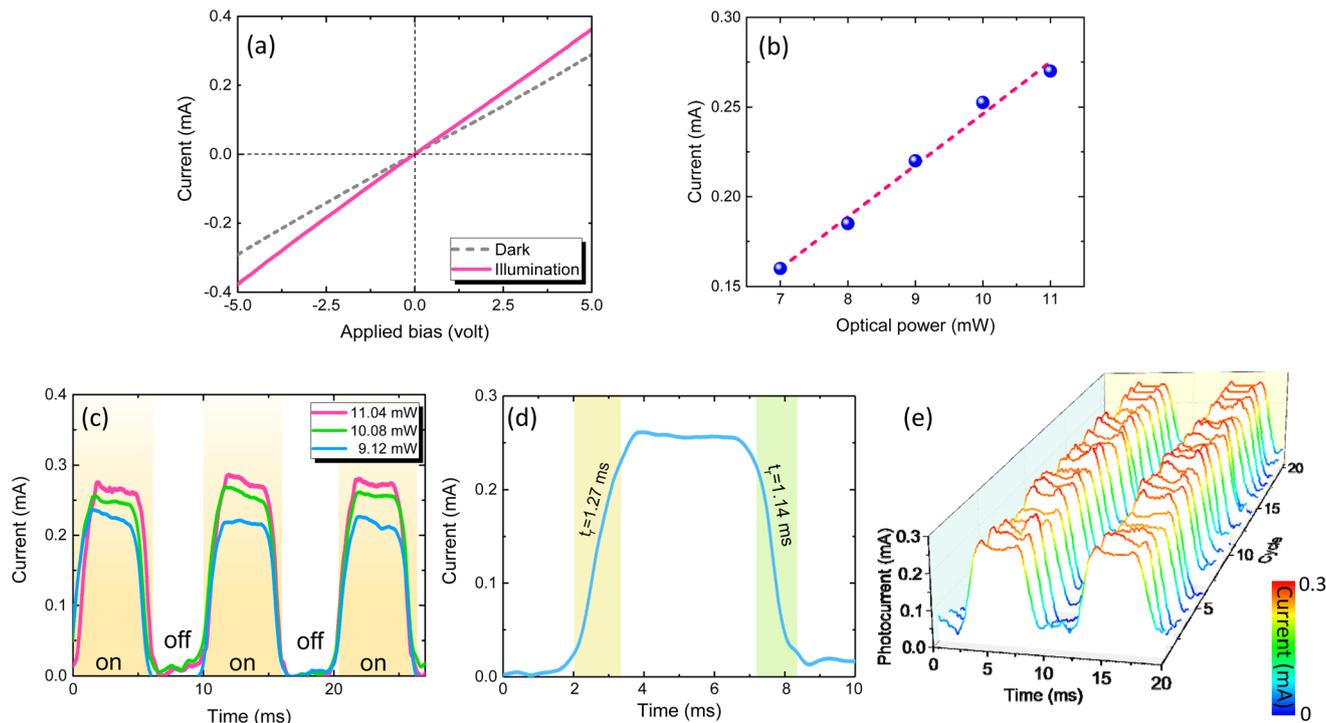 (a)
0.4
0.2
0.0
-0.2
-0.4
Current (mA)
-5.0 -2.5 0.0 2.5 5.0
Applied bias (volt)
Dark
Illumination
(b)
0.30
0.25
0.20
0.15
Current (mA)
7 8 9 10 11
Optical power (mW)
(c)
0.4
0.3
0.2
0.1
0.0
Current (mA)
11.04 mW
10.08 mW
9.12 mW
off off
on on on
0 10 20
Time (ms)
(d)
0.3
0.2
0.1
0.0
Current (mA)
tr=1.27 ms
tr=1.14 ms
0 2 4 6 8 10
Time (ms)
(e)
0.3
0.2
0.1
0.0
Photocurrent (mA)
0 5 10 15 20
Time (ms)
5
10
15
20
Cycle
0.3
Current (mA)
0